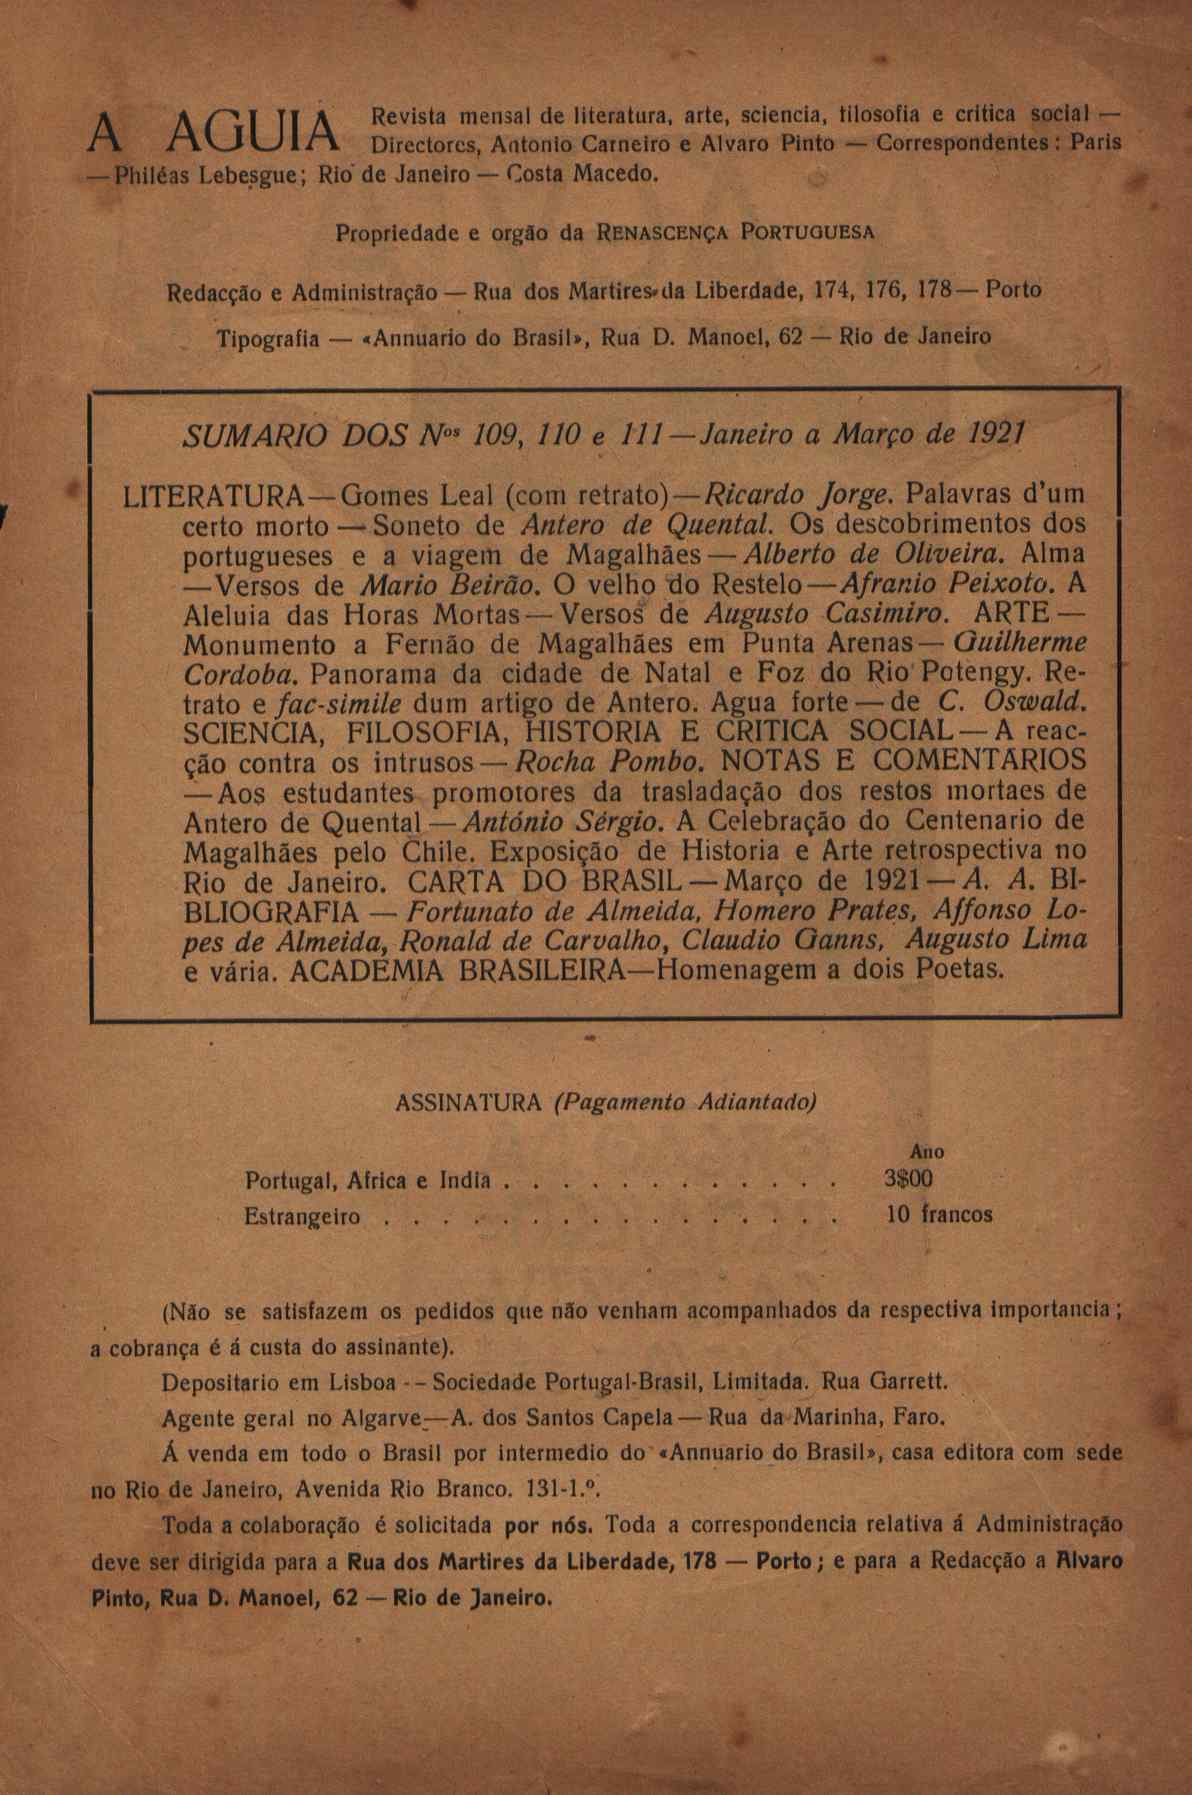 A AGUIA Revista mensal de literatura, arte, sciencia, filosofia e critica social —
Directores, Antonio Carneiro e Alvaro Pinto — Correspondentes: Paris
— Philéas Lebesgue; Rio de Janeiro — Costa Macedo.
Propriedade e orgão da RENASCENÇA PORTUGUESA
Redacção e Administração — Rua dos Martires da Liberdade, 174, 176, 178 — Porto
Tipografia — «Annuario do Brasil», Rua D. Manoel, 62 — Rio de Janeiro
SUMARIO DOS Nos 109, 110 e 111 — Janeiro a Março de 1921
LITERATURA — Gomes Leal (com retrato) — Ricardo Jorge. Palavras d'um
certo morto — Soneto de Antero de Quental. Os descobrimentos dos
portugueses e a viagem de Magalhães — Alberto de Oliveira. Alma
— Versos de Mario Beirão. O velho do Restelo — Afranio Peixoto. A
Aleluia das Horas Mortas — Versos de Augusto Casimiro. ARTE —
Monumento a Fernão de Magalhães em Punta Arenas — Guilherme
Cordoba. Panorama da cidade de Natal e Foz do Rio Potengy. Re-
trato e fac-simile dum artigo de Antero. Agua forte — de C. Oswald.
SCIENCIA, FILOSOFIA, HISTORIA E CRITICA SOCIAL — A reac-
ção contra os intrusos — Rocha Pombo. NOTAS E COMENTARIOS
— Aos estudantes promotores da trasladação dos restos mortaes de
Antero de Quental — António Sérgio. A Celebração do Centenario de
Magalhães pelo Chile. Exposição de Historia e Arte retrospectiva no
Rio de Janeiro. CARTA DO BRASIL — Março de 1921 — A. A. BI-
BLIOGRAFIA — Fortunato de Almeida, Homero Prates, Affonso Lo-
pes de Almeida, Ronald de Carvalho, Claudio Ganns, Augusto Lima
e vária. ACADEMIA BRASILEIRA — Homenagem a dois Poetas.
ASSINATURA (Pagamento Adiantado)
Ano
Portugal, Africa e India . . . . . . . . . . . . 3$00
Estrangeiro . . . . . . . . . . . . . . . . 10 francos
(Não se satisfazem os pedidos que não venham acompanhados da respectiva importancia;
a cobrança é á custa do assinante).
Depositario em Lisboa -- Sociedade Portugal-Brasil, Limitada. Rua Garrett.
Agente geral no Algarve — A. dos Santos Capela — Rua da Marinha, Faro.
Á venda em todo o Brasil por intermedio do «Annuario do Brasil», casa editora com sede
no Rio de Janeiro, Avenida Rio Branco. 131-1.º.
Toda a colaboração é solicitada por nós. Toda a correspondencia relativa á Administração
deve ser dirigida para a Rua dos Martires da Liberdade, 178 — Porto; e para a Redacção a Alvaro
Pinto, Rua D. Manoel, 62 — Rio de Janeiro.